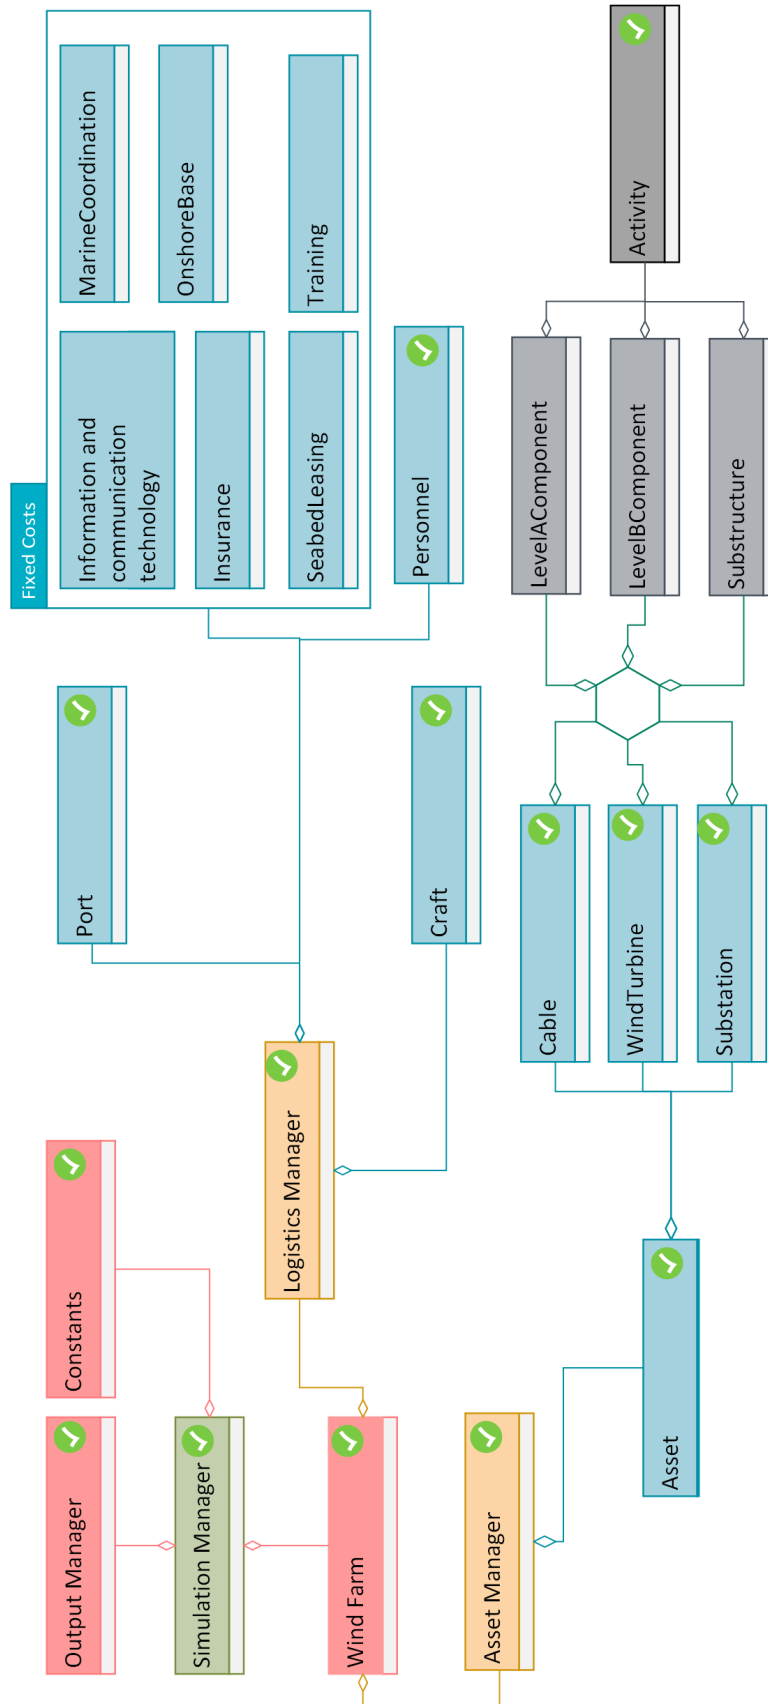 Output Manager
Constants
Simulation Manager
Wind Farm
Logistics Manager
Port
Fixed Costs
Information and
communication
technology
MarineCoordination
Insurance
OnshoreBase
SeabedLeasing
Training
Personnel
Craft
Asset Manager
Asset
Cable
WindTurbine
Substation
LevelAComponent
LevelBComponent
Substructure
Activity